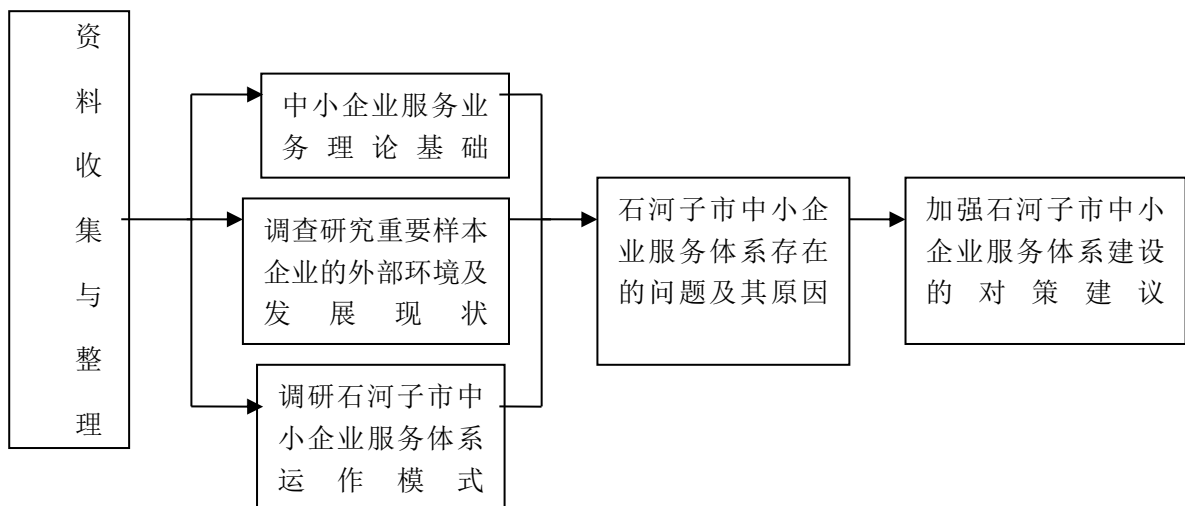 资
料
收
集
与
整
理
中小企业服务业
务理论基础
调查研究重要样本
企业的外部环境及
发展现状
调研石河子市中
小企业服务体系
运作模式
石河子市中小企
业服务体系存在
的问题及其原因
加强石河子市中小
企业服务体系建设
的对策建议